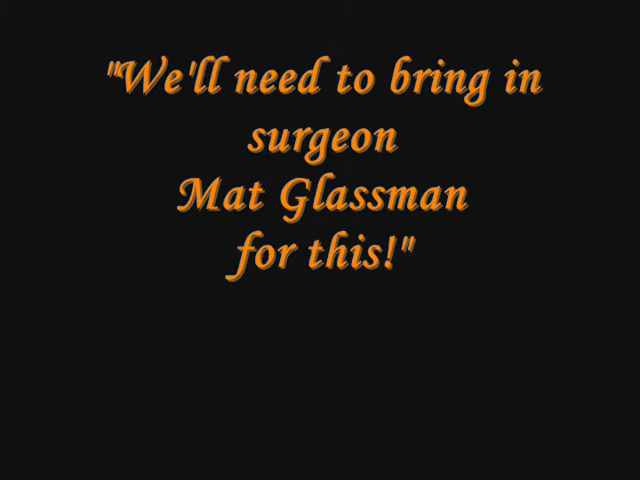 "We'll need to bring in
surgeon
Mat Glassman
for this!"